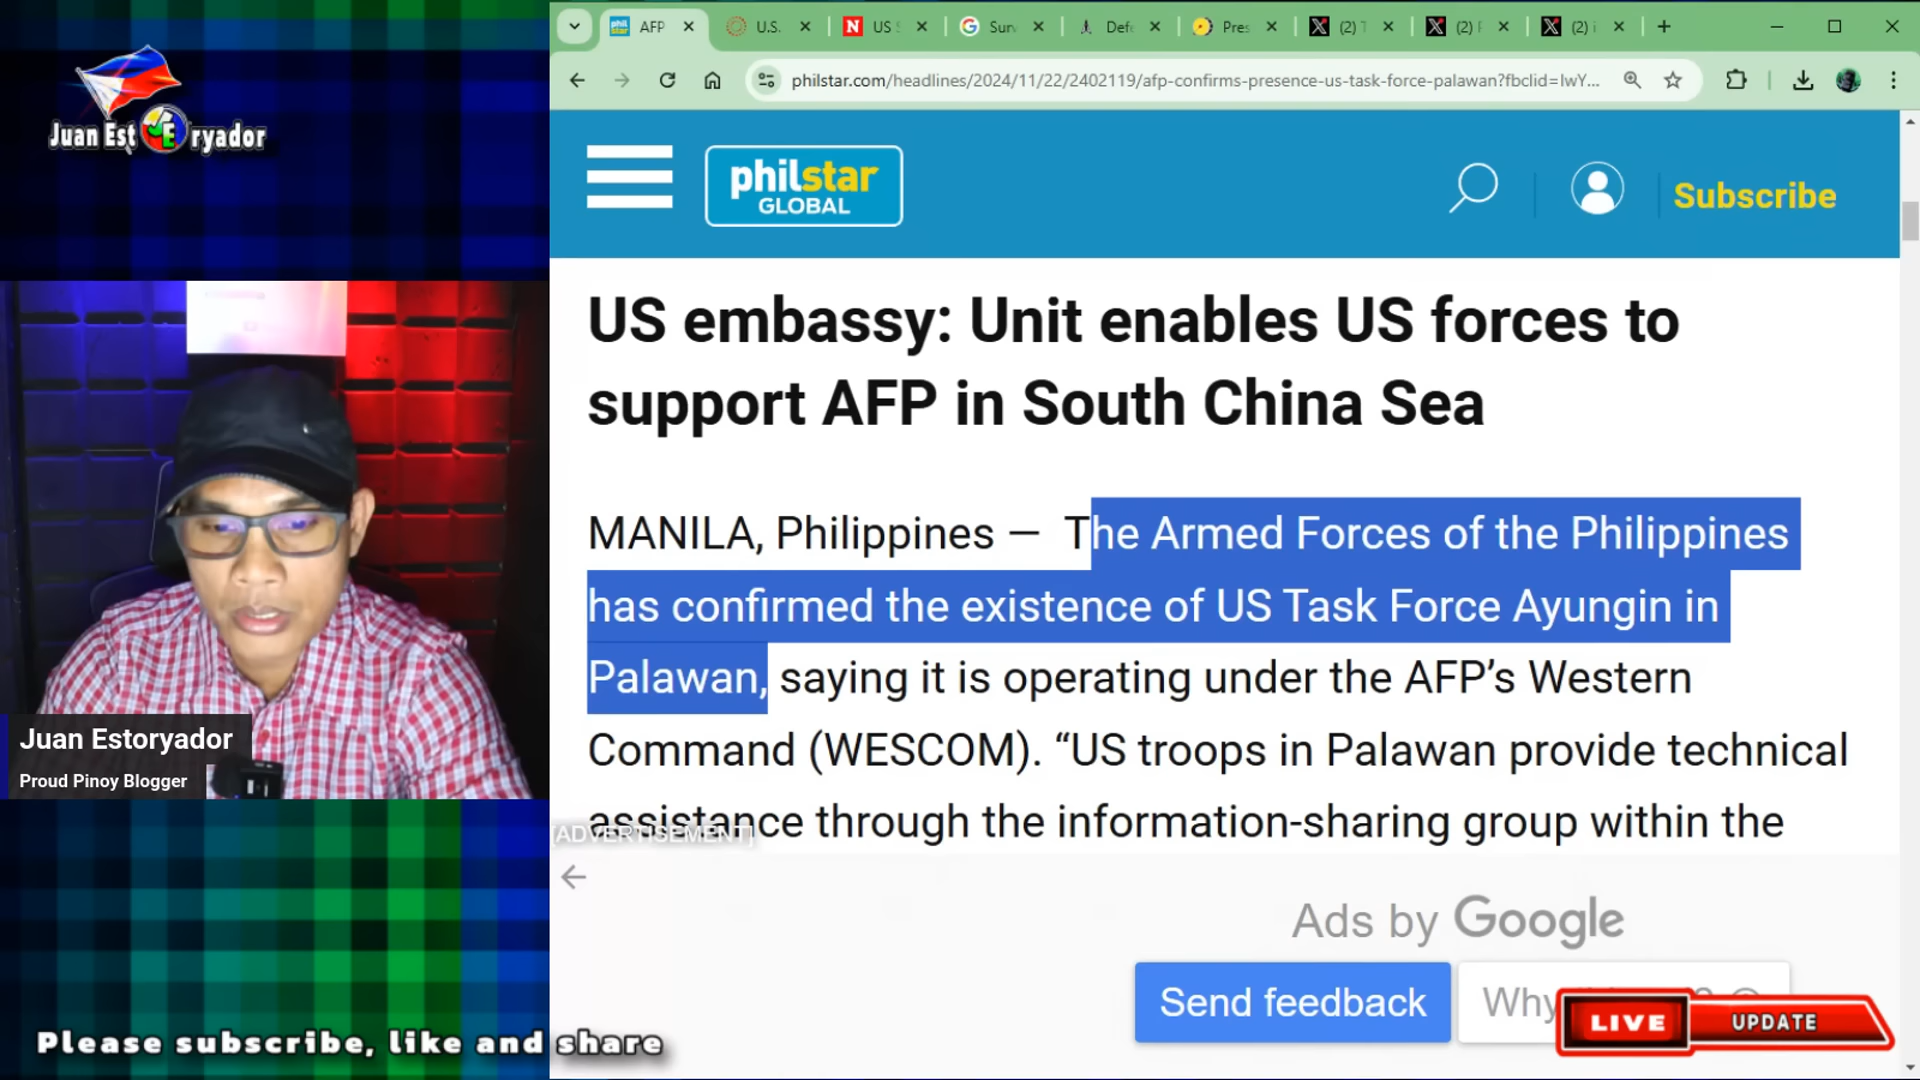 Juan Est E ryador
AFP
U.S.
US S
Surv
Defe
Pres
(2) T
(2) F
(2) i
philstar.com/headlines/2024/11/22/2402119/afp-confirms-presence-us-task-force-palawan?fbclid=IwY...
philstar
GLOBAL
Subscribe
US embassy: Unit enables US forces to
support AFP in South China Sea
MANILA, Philippines — The Armed Forces of the Philippines
has confirmed the existence of US Task Force Ayungin in
Palawan, saying it is operating under the AFP’s Western
Command (WESCOM). “US troops in Palawan provide technical
assistance through the information-sharing group within the
[ADVERTISEMENT]
Ads by Google
Send feedback
Why
LIVE UPDATE
Juan Estoryador
Proud Pinoy Blogger
Please subscribe, like and share